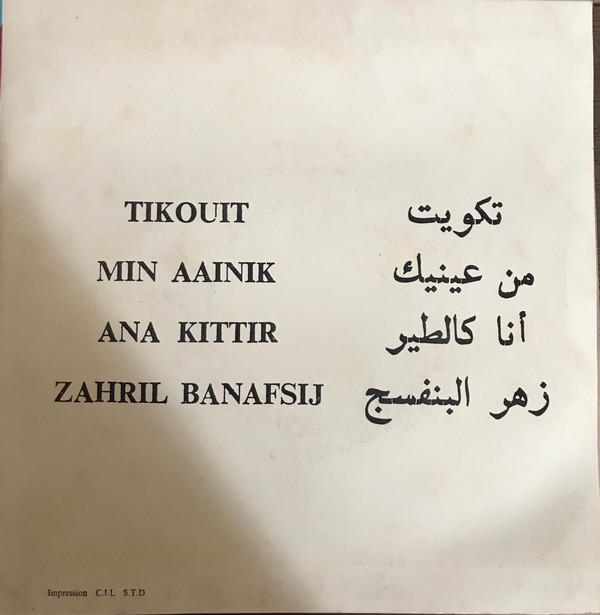 TIKOUIT تكويت
MIN AAINIK من عينيك
ANA KITTIR أنا كالطير
ZAHRIL BANAFSIJ زهر البنفسج
Impression C.I.L S.T.D